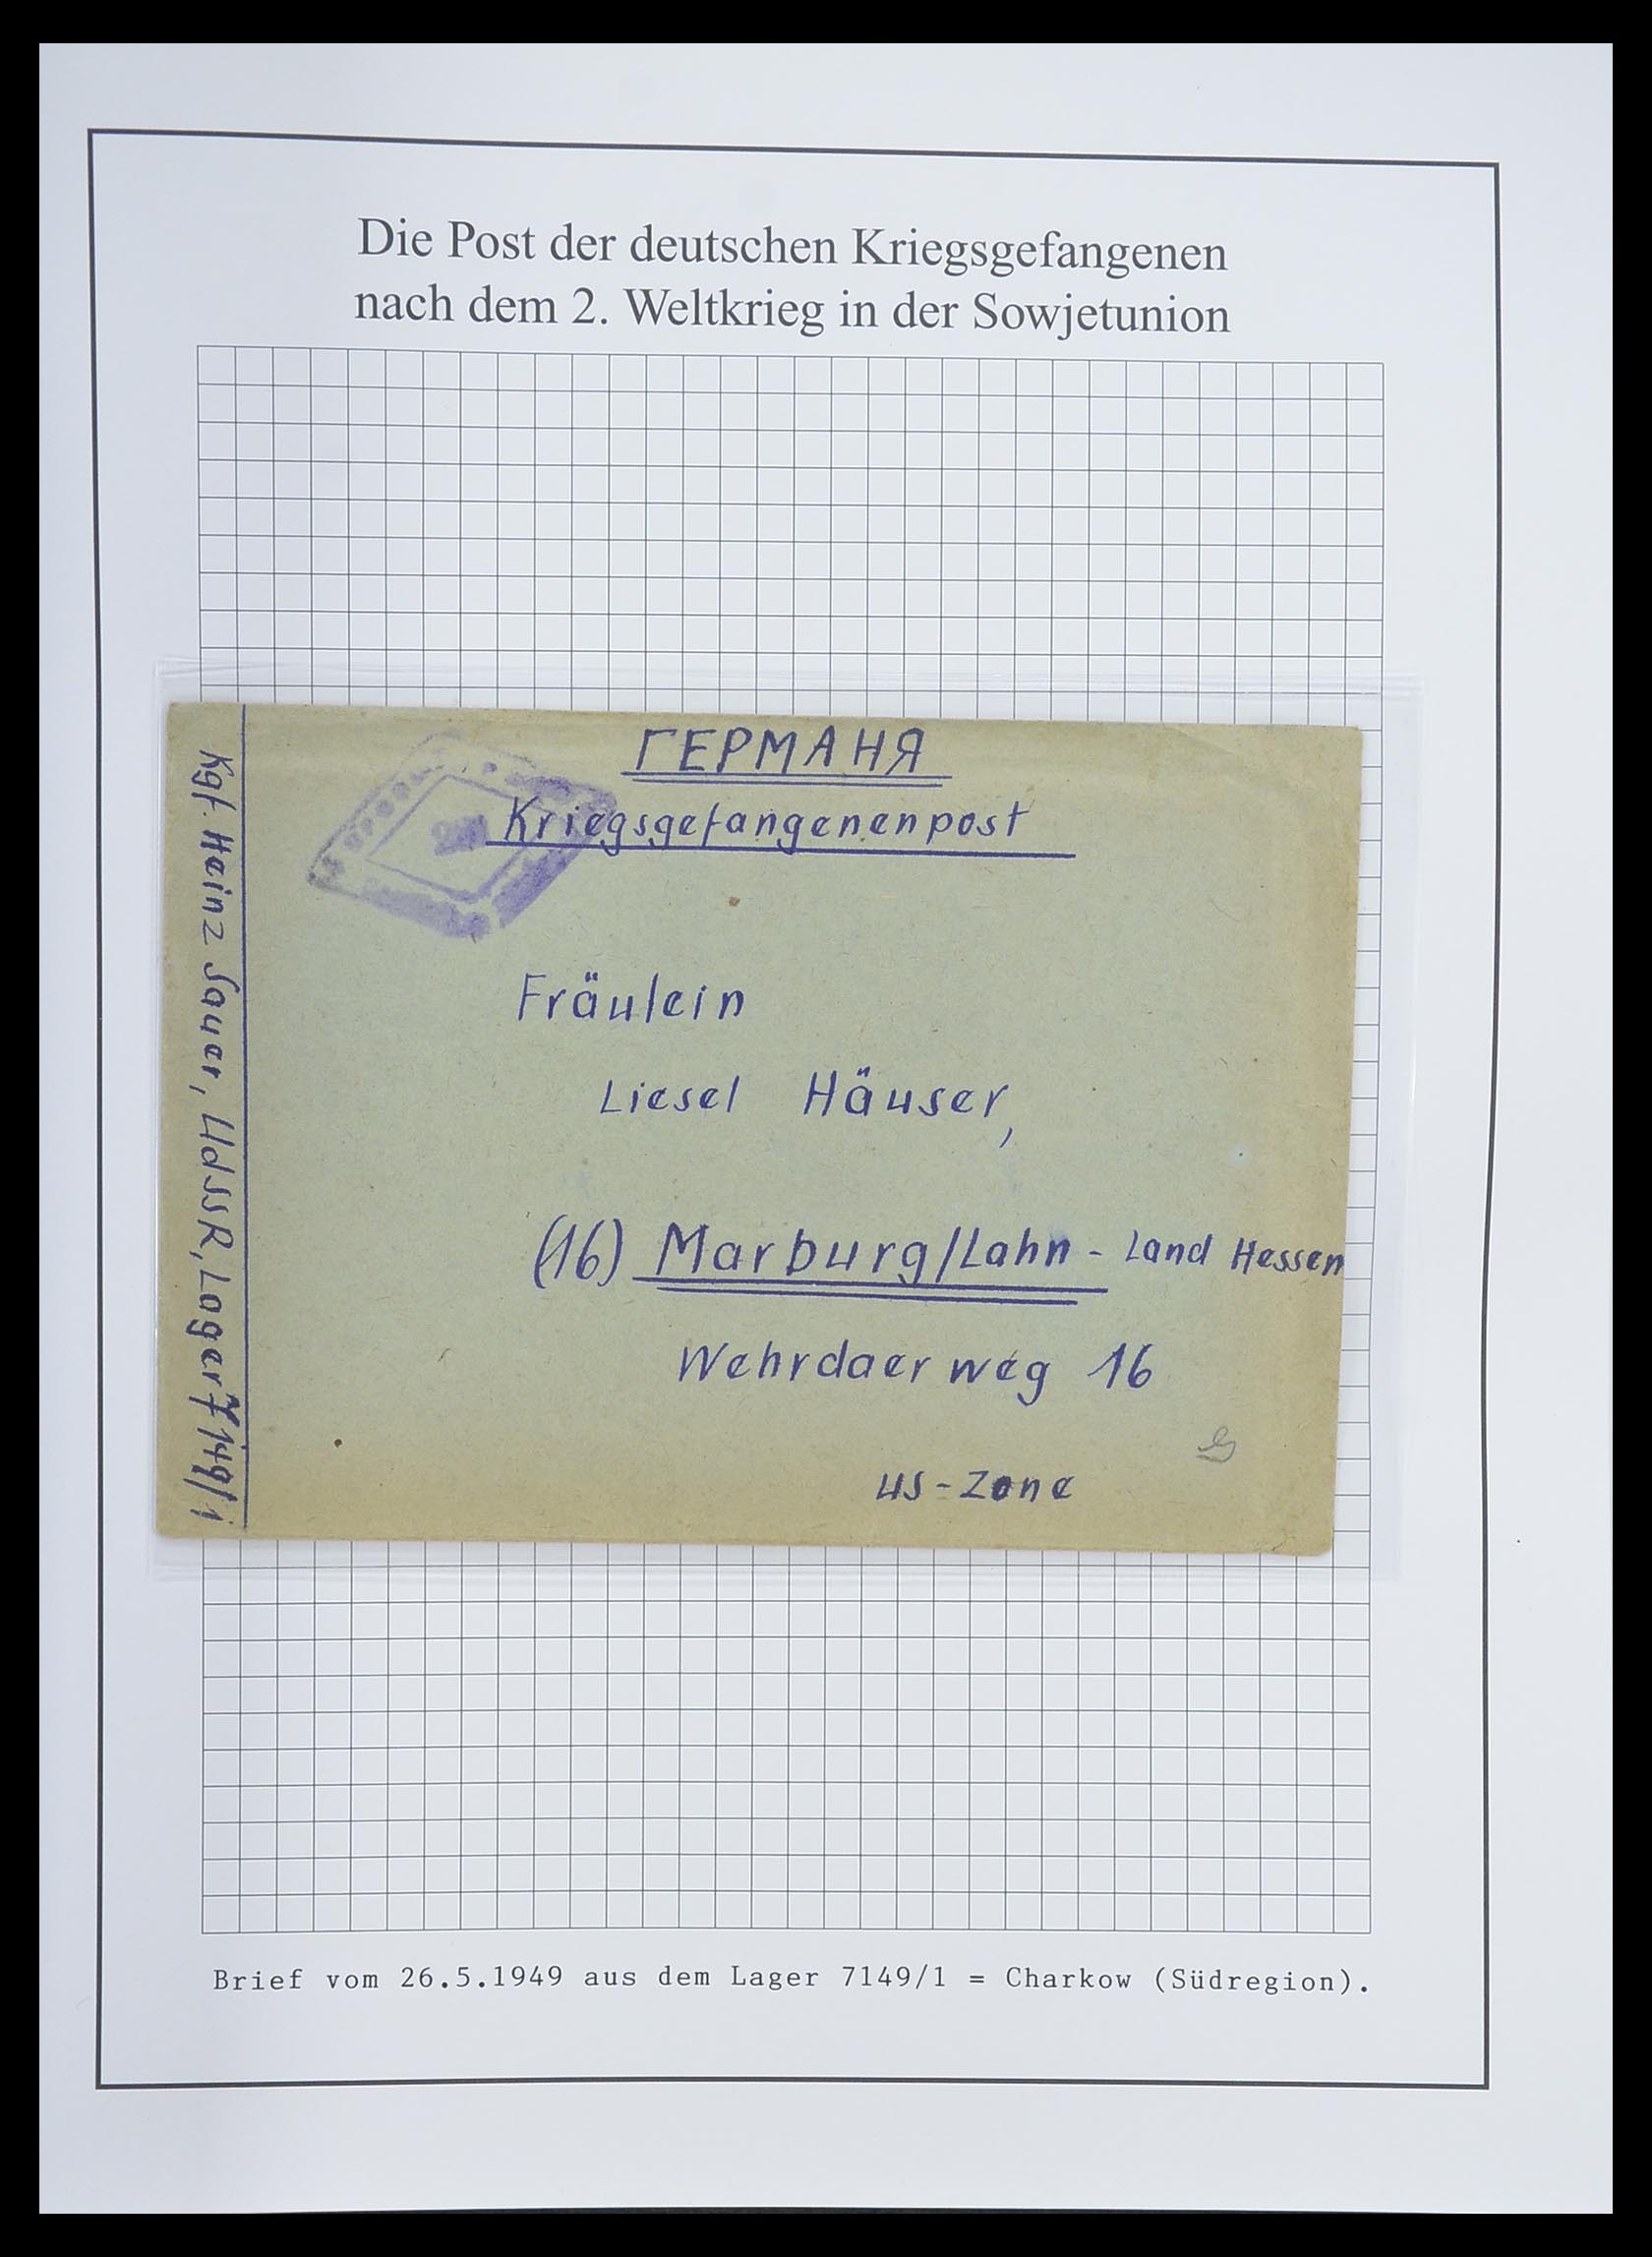 Die Post der deutschen Kriegsgefangenen
nach dem 2. Weltkrieg in der Sowjetunion
ГЕРМАНЯ
Kriegsgefangenenpost
Fräulein
Liesel Häuser,
(16) Marburg/Lahn - Land Hessen
Wehrdaer weg 16
US-Zone
Kgf. Heinz Sauer, UdSSR, Lager 7149/1
Brief vom 26.5.1949 aus dem Lager 7149/1 = Charkow (Südregion).